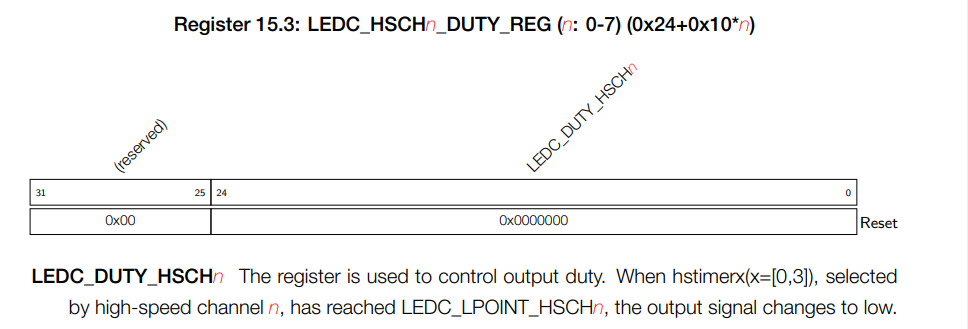 Register 15.3: LEDC_HSCHn_DUTY_REG (n: 0-7) (0x24+0x10*n)
(reserved)
LEDC_DUTY_HSCHn
31 25 24 0
0x00 0x0000000 Reset
LEDC_DUTY_HSCHn The register is used to control output duty. When hstimerx(x=[0,3]), selected
by high-speed channel n, has reached LEDC_LPOINT_HSCHn, the output signal changes to low.